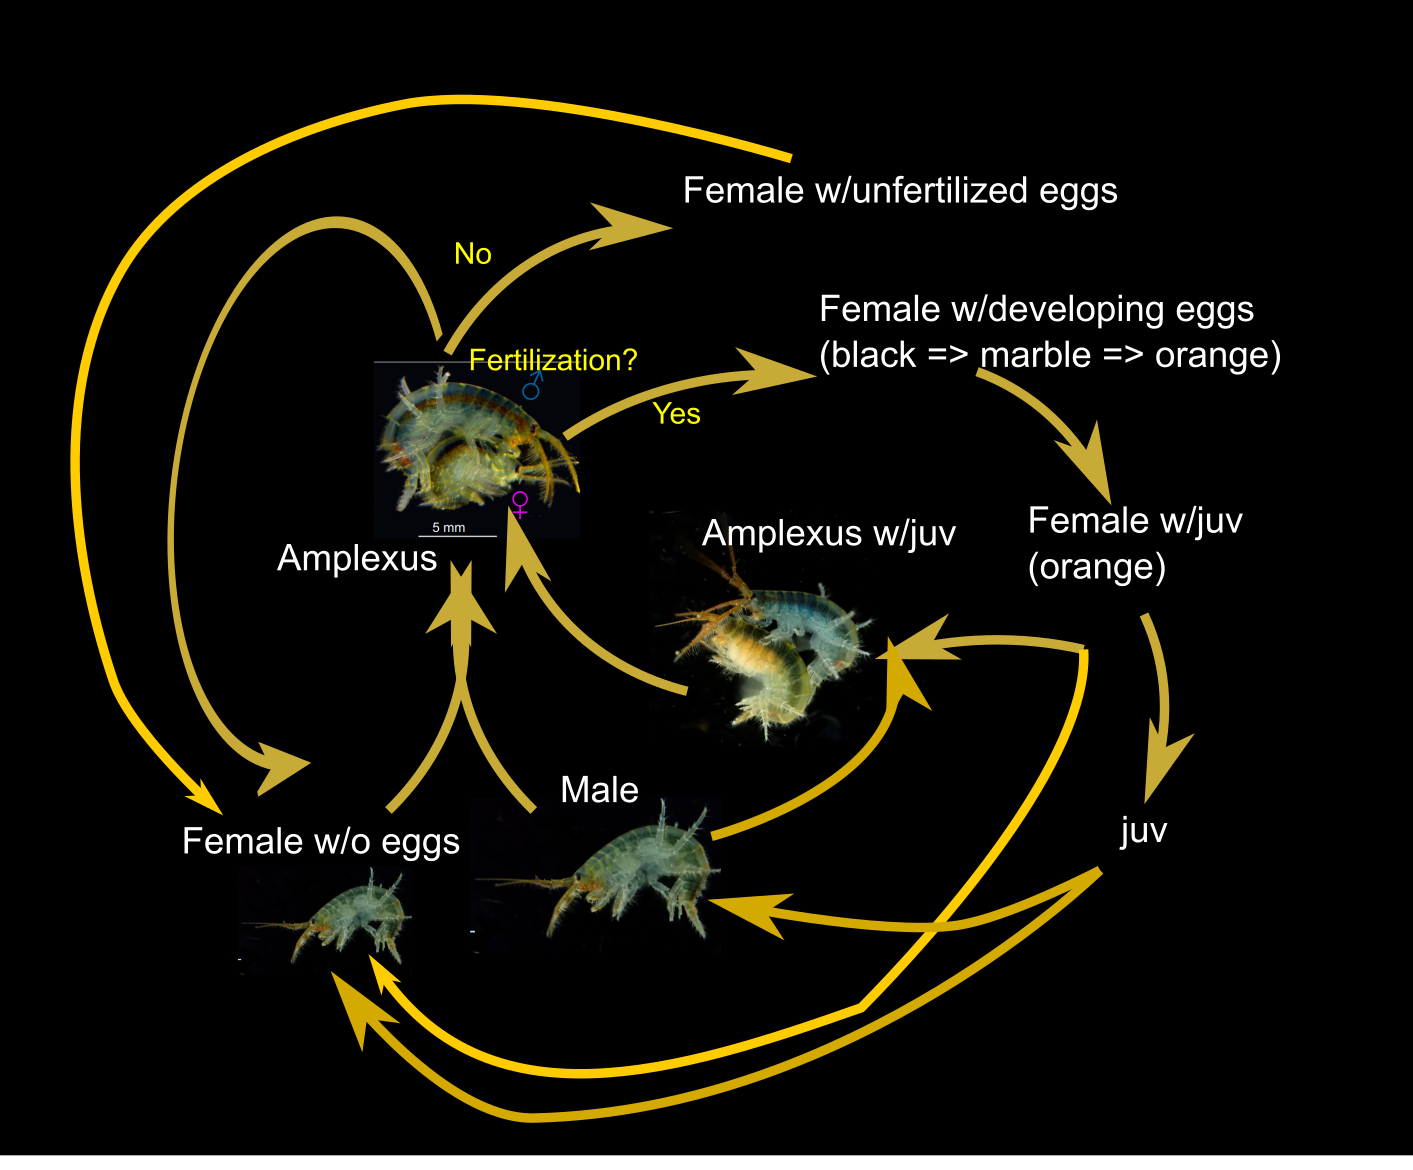 Female w/unfertilized eggs
No
Female w/developing eggs
(black => marble => orange)
Fertilization?
♂
Yes
♀
5 mm
Amplexus
Amplexus w/juv
Female w/juv
(orange)
Male
juv
Female w/o eggs